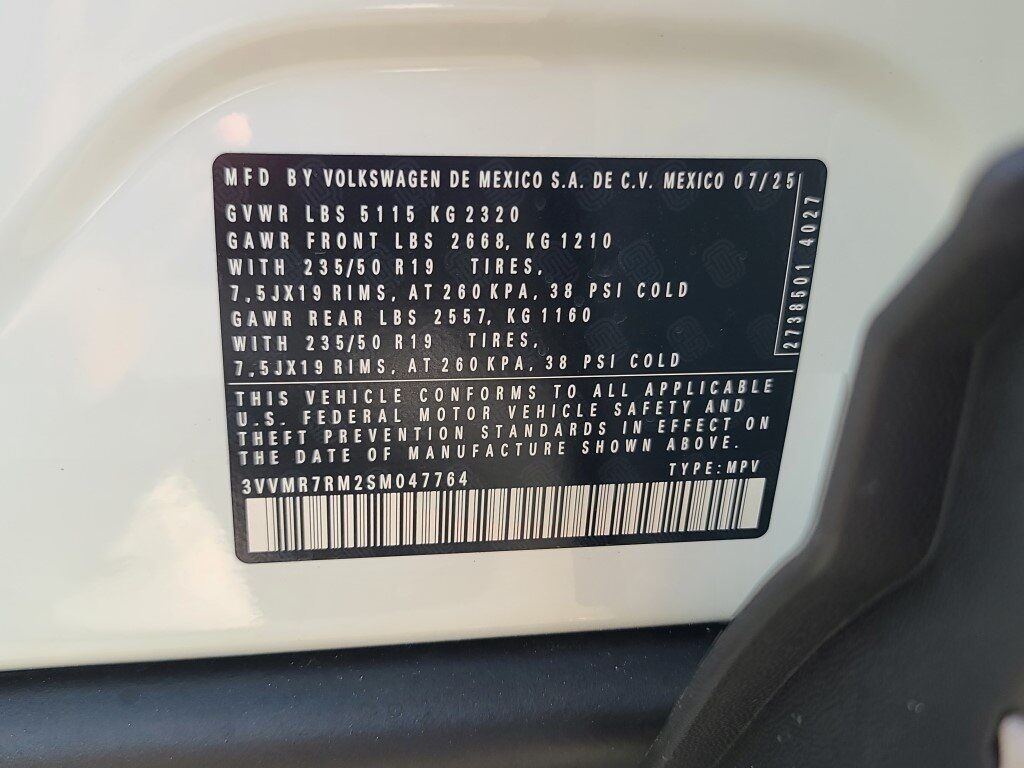 MFD BY VOLKSWAGEN DE MEXICO S.A. DE C.V. MEXICO 07/25
GVWR LBS 5115 KG 2320
GAWR FRONT LBS 2668, KG 1210
WITH 235/50 R19 TIRES,
7,5JX19 RIMS, AT 260 KPA, 38 PSI COLD
GAWR REAR LBS 2557, KG 1160
WITH 235/50 R19 TIRES,
7,5JX19 RIMS, AT 260 KPA, 38 PSI COLD
2738501 4027
THIS VEHICLE CONFORMS TO ALL APPLICABLE
U.S. FEDERAL MOTOR VEHICLE SAFETY AND
THEFT PREVENTION STANDARDS IN EFFECT ON
THE DATE OF MANUFACTURE SHOWN ABOVE.
3VVMR7RM2SM047764 TYPE: MPV